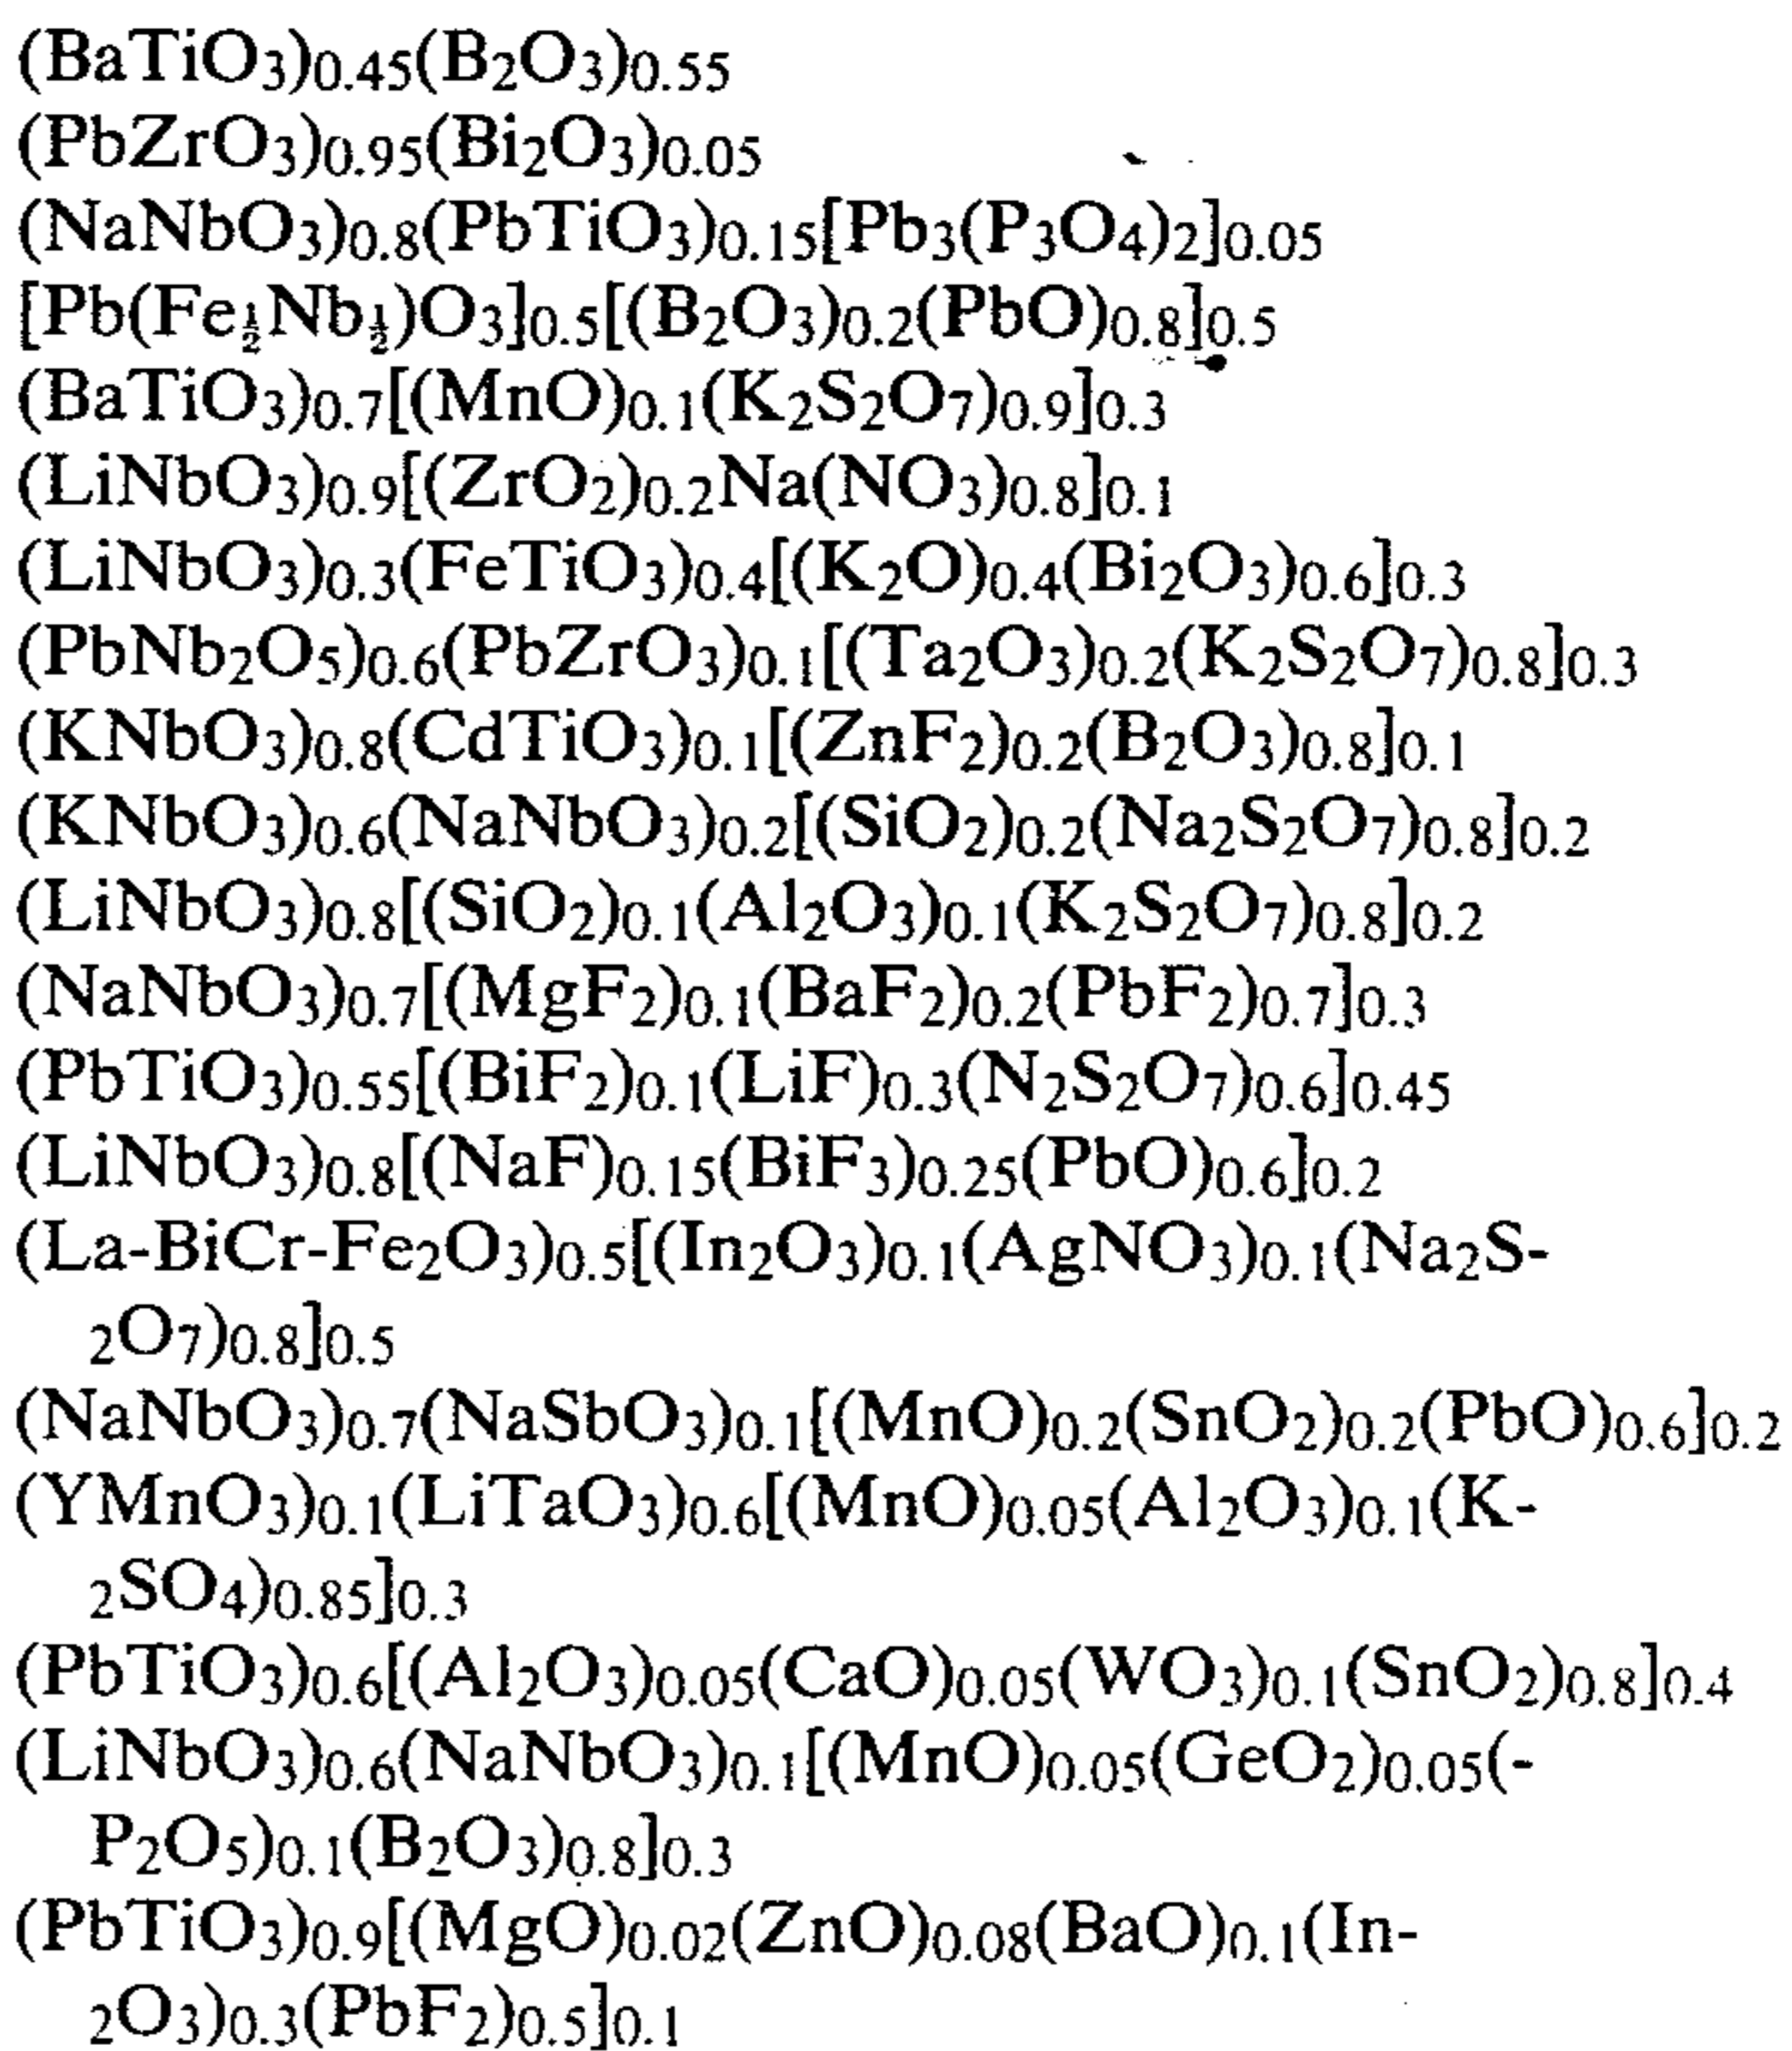 (BaTiO3)0.45(B2O3)0.55
(PbZrO3)0.95(Bi2O3)0.05
(NaNbO3)0.8(PbTiO3)0.15[Pb3(P3O4)2]0.05
[Pb(Fe½Nb½)O3]0.5[(B2O3)0.2(PbO)0.8]0.5
(BaTiO3)0.7[(MnO)0.1(K2S2O7)0.9]0.3
(LiNbO3)0.9[(ZrO2)0.2Na(NO3)0.8]0.1
(LiNbO3)0.3(FeTiO3)0.4[(K2O)0.4(Bi2O3)0.6]0.3
(PbNb2O5)0.6(PbZrO3)0.1[(Ta2O3)0.2(K2S2O7)0.8]0.3
(KNbO3)0.8(CdTiO3)0.1[(ZnF2)0.2(B2O3)0.8]0.1
(KNbO3)0.6(NaNbO3)0.2[(SiO2)0.2(Na2S2O7)0.8]0.2
(LiNbO3)0.8[(SiO2)0.1(Al2O3)0.1(K2S2O7)0.8]0.2
(NaNbO3)0.7[(MgF2)0.1(BaF2)0.2(PbF2)0.7]0.3
(PbTiO3)0.55[(BiF2)0.1(LiF)0.3(N2S2O7)0.6]0.45
(LiNbO3)0.8[(NaF)0.15(BiF3)0.25(PbO)0.6]0.2
(La-BiCr-Fe2O3)0.5[(In2O3)0.1(AgNO3)0.1(Na2S-
2O7)0.8]0.5
(NaNbO3)0.7(NaSbO3)0.1[(MnO)0.2(SnO2)0.2(PbO)0.6]0.2
(YMnO3)0.1(LiTaO3)0.6[(MnO)0.05(Al2O3)0.1(K-
2SO4)0.85]0.3
(PbTiO3)0.6[(Al2O3)0.05(CaO)0.05(WO3)0.1(SnO2)0.8]0.4
(LiNbO3)0.6(NaNbO3)0.1[(MnO)0.05(GeO2)0.05(-
P2O5)0.1(B2O3)0.8]0.3
(PbTiO3)0.9[(MgO)0.02(ZnO)0.08(BaO)0.1(In-
2O3)0.3(PbF2)0.5]0.1